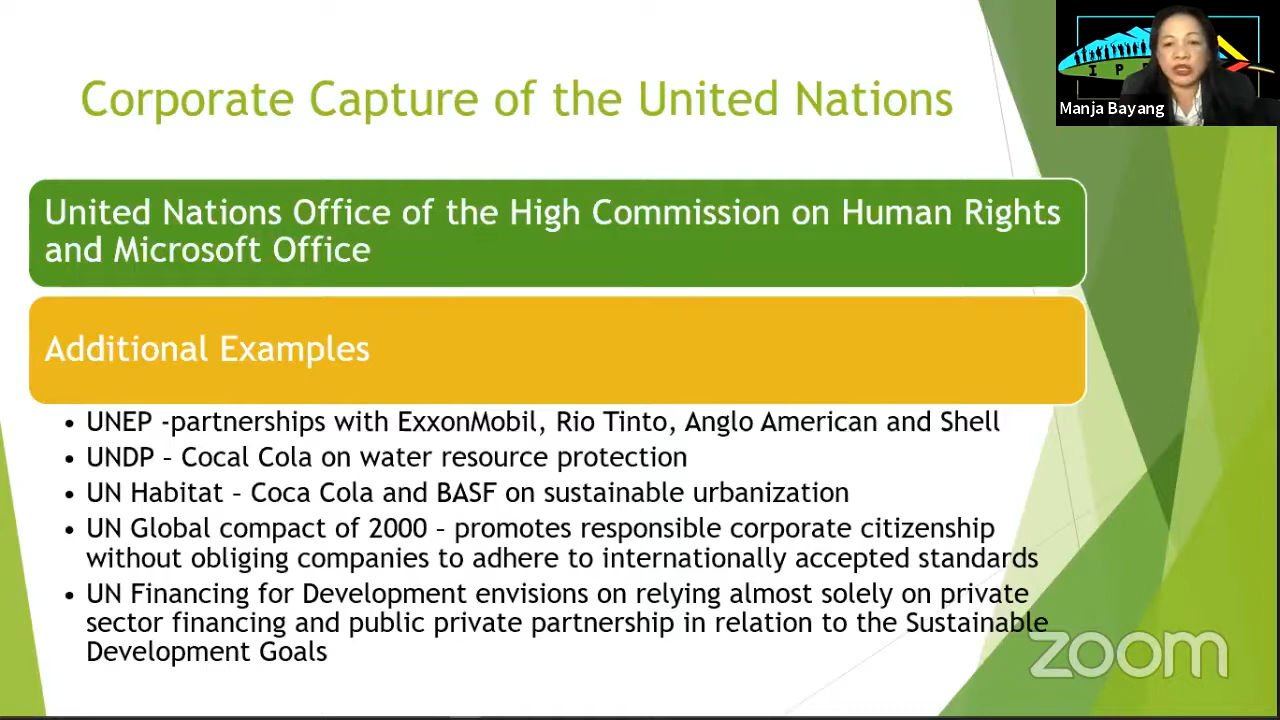 Corporate Capture of the United Nations
Manja Bayang
United Nations Office of the High Commission on Human Rights
and Microsoft Office
Additional Examples
• UNEP -partnerships with ExxonMobil, Rio Tinto, Anglo American and Shell
• UNDP – Cocal Cola on water resource protection
• UN Habitat – Coca Cola and BASF on sustainable urbanization
• UN Global compact of 2000 – promotes responsible corporate citizenship
without obliging companies to adhere to internationally accepted standards
• UN Financing for Development envisions on relying almost solely on private
sector financing and public private partnership in relation to the Sustainable
Development Goals
zoom